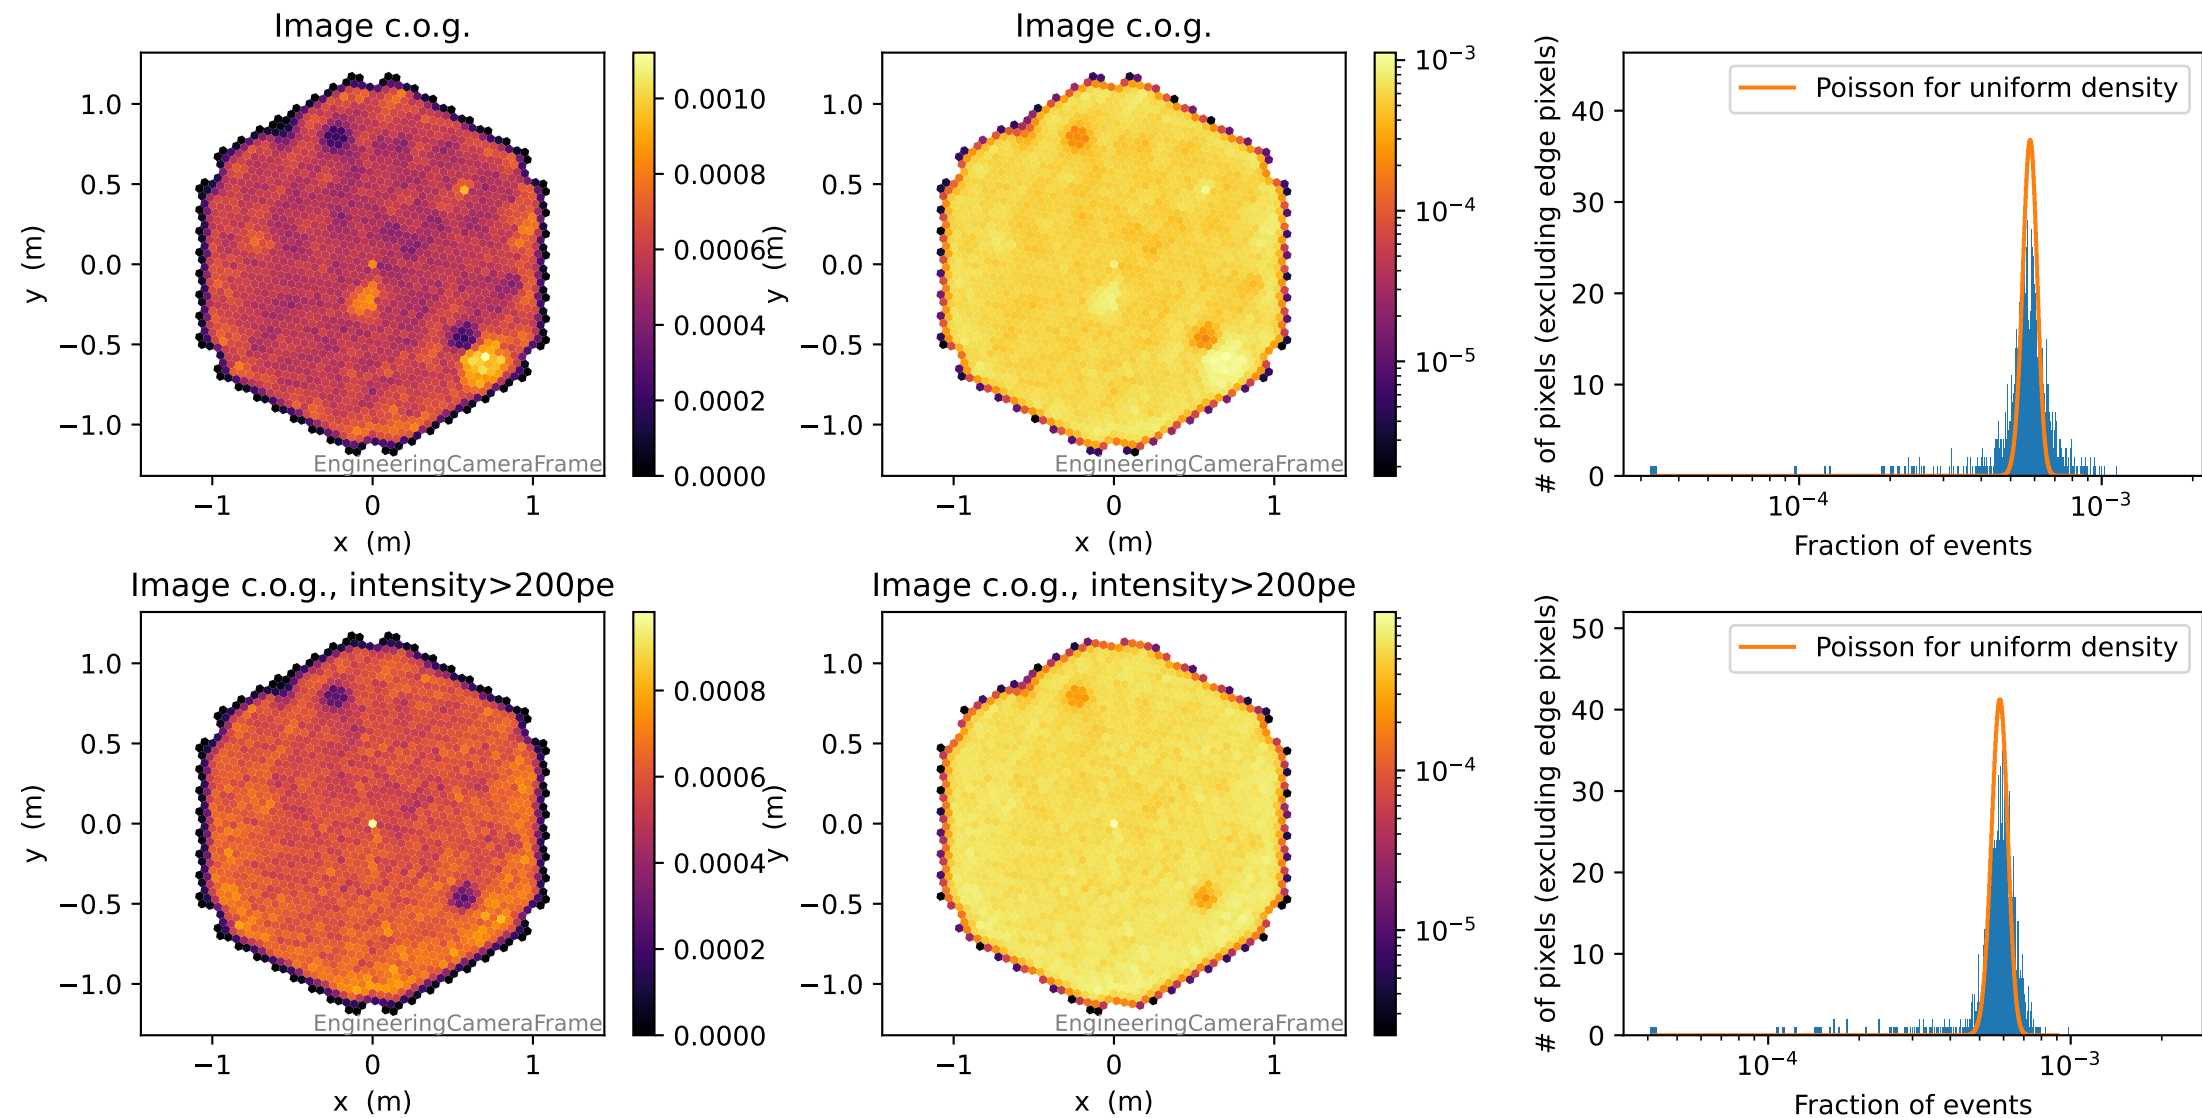 Image c.o.g.
1.0
0.5
0.0
−0.5
−1.0
y (m)
−1
0
1
x (m)
EngineeringCameraFrame
0.0010
0.0008
0.0006
0.0004
0.0002
0.0000
Image c.o.g.
1.0
0.5
0.0
−0.5
−1.0
y (m)
−1
0
1
x (m)
EngineeringCameraFrame
10⁻³
10⁻⁴
10⁻⁵
Poisson for uniform density
40
30
20
10
0
# of pixels (excluding edge pixels)
10⁻⁴
10⁻³
Fraction of events
Image c.o.g., intensity>200pe
1.0
0.5
0.0
−0.5
−1.0
y (m)
−1
0
1
x (m)
EngineeringCameraFrame
0.0008
0.0006
0.0004
0.0002
0.0000
Image c.o.g., intensity>200pe
1.0
0.5
0.0
−0.5
−1.0
y (m)
−1
0
1
x (m)
EngineeringCameraFrame
10⁻⁴
10⁻⁵
Poisson for uniform density
50
40
30
20
10
0
# of pixels (excluding edge pixels)
10⁻⁴
10⁻³
Fraction of events